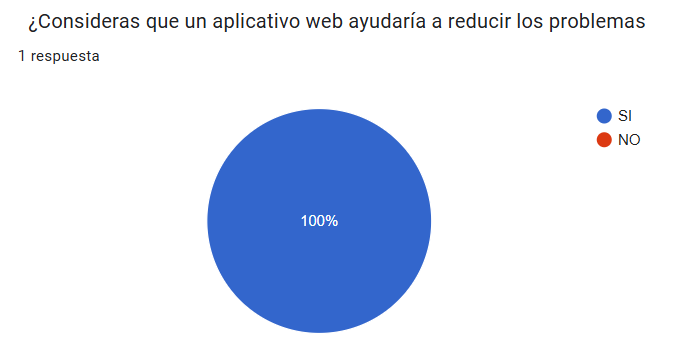 ¿Consideras que un aplicativo web ayudaría a reducir los problemas
1 respuesta
SI
NO
100%